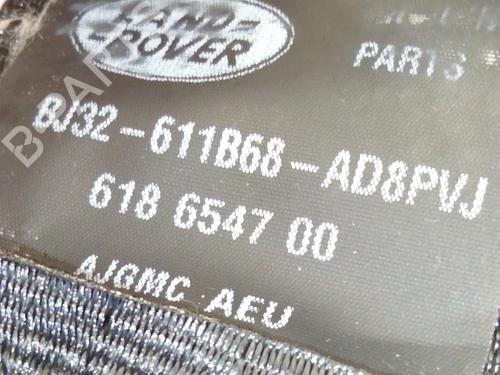 LAND-
ROVER
PARTS
BJ32-611B68-AD8PVJ
618 6547 00
AJGMC AEU